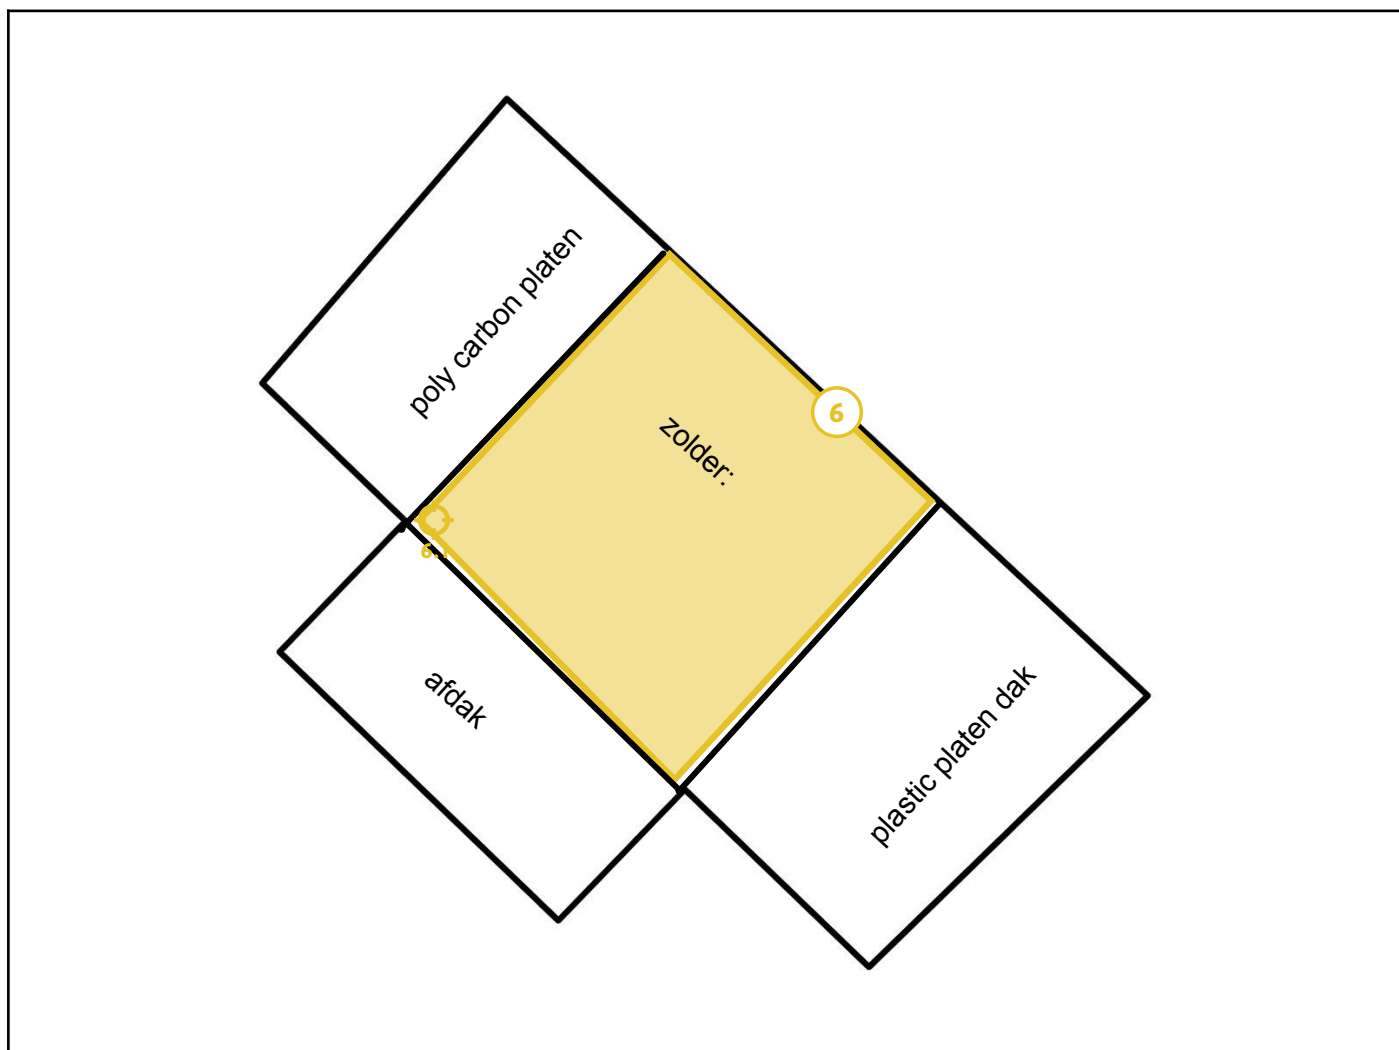 poly carbon platen
6
zolder:
afdak
plastic platen dak